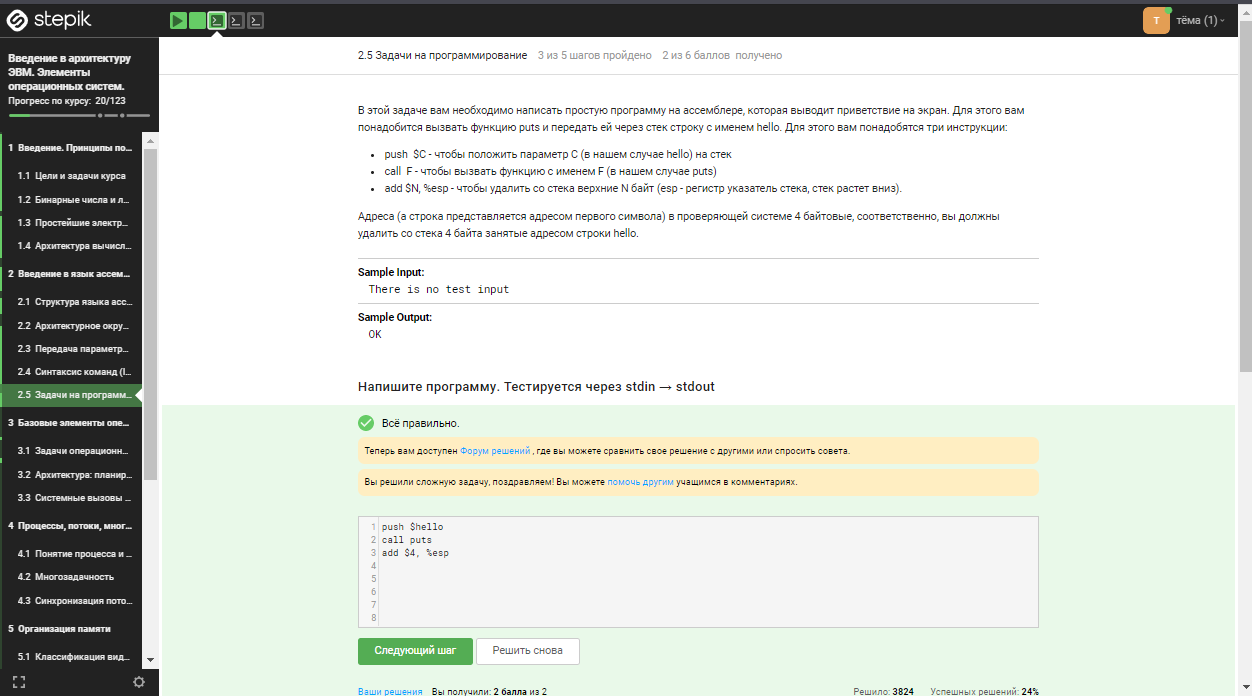 stepik
тёма (1)
Введение в архитектуру
ЭВМ. Элементы
операционных систем.
Прогресс по курсу: 20/123
1 Введение. Принципы по...
1.1 Цели и задачи курса
1.2 Бинарные числа и л...
1.3 Простейшие электр...
1.4 Архитектура вычисл...
2 Введение в язык ассем...
2.1 Структура языка асс...
2.2 Архитектурное окру...
2.3 Передача параметр...
2.4 Синтаксис команд (I...
2.5 Задачи на программ...
3 Базовые элементы опе...
3.1 Задачи операционн...
3.2 Архитектура: планир...
3.3 Системные вызовы ...
4 Процессы, потоки, мног...
4.1 Понятие процесса и ...
4.2 Многозадачность
4.3 Синхронизация пото...
5 Организация памяти
5.1 Классификация вид...
2.5 Задачи на программирование 3 из 5 шагов пройдено 2 из 6 баллов получено
В этой задаче вам необходимо написать простую программу на ассемблере, которая выводит приветствие на экран. Для этого вам
понадобится вызвать функцию puts и передать ей через стек строку с именем hello. Для этого вам понадобятся три инструкции:
• push $C - чтобы положить параметр C (в нашем случае hello) на стек
• call F - чтобы вызвать функцию с именем F (в нашем случае puts)
• add $N, %esp - чтобы удалить со стека верхние N байт (esp - регистр указатель стека, стек растет вниз).
Адреса (а строка представляется адресом первого символа) в проверяющей системе 4 байтовые, соответственно, вы должны
удалить со стека 4 байта занятые адресом строки hello.
Sample Input:
There is no test input
Sample Output:
OK
Напишите программу. Тестируется через stdin → stdout
Всё правильно.
Теперь вам доступен Форум решений , где вы можете сравнить свое решение с другими или спросить совета.
Вы решили сложную задачу, поздравляем! Вы можете помочь другим учащимся в комментариях.
1 push $hello
2 call puts
3 add $4, %esp
4
5
6
7
8
Следующий шаг Решить снова
Ваши решения Вы получили: 2 балла из 2 Решило: 3824 Успешных решений: 24%